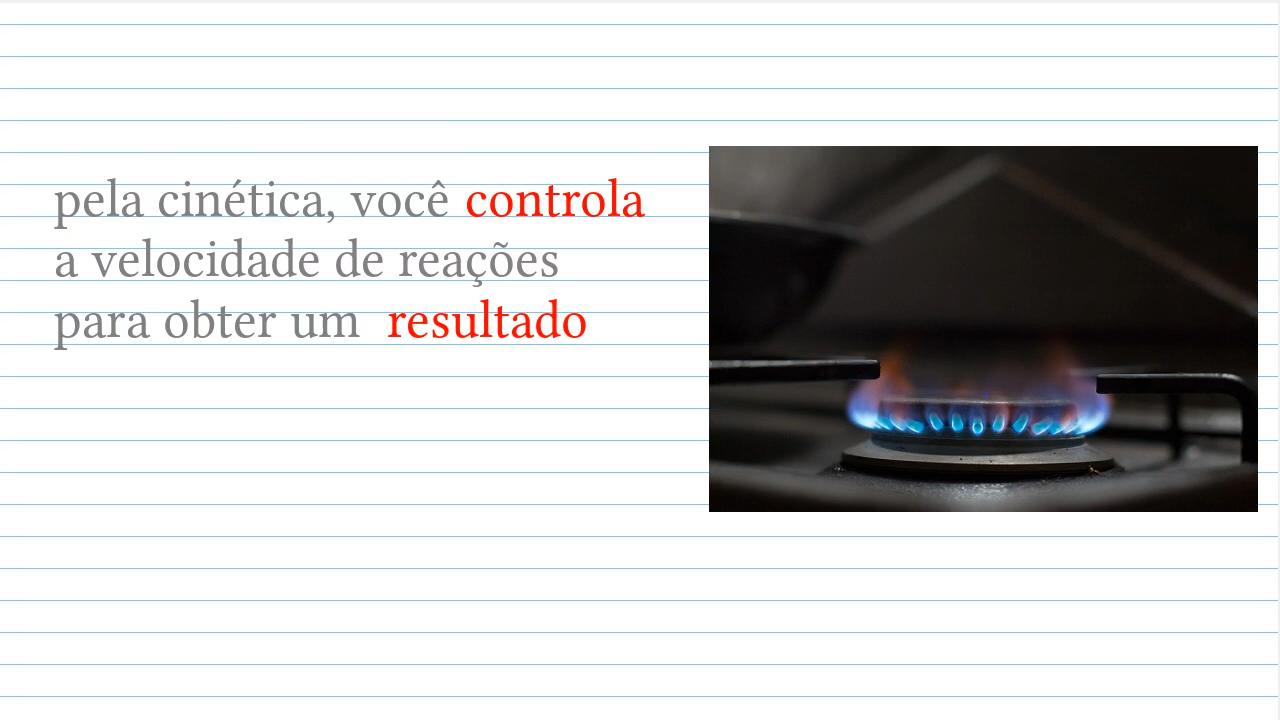 pela cinética, você controla
a velocidade de reações
para obter um resultado